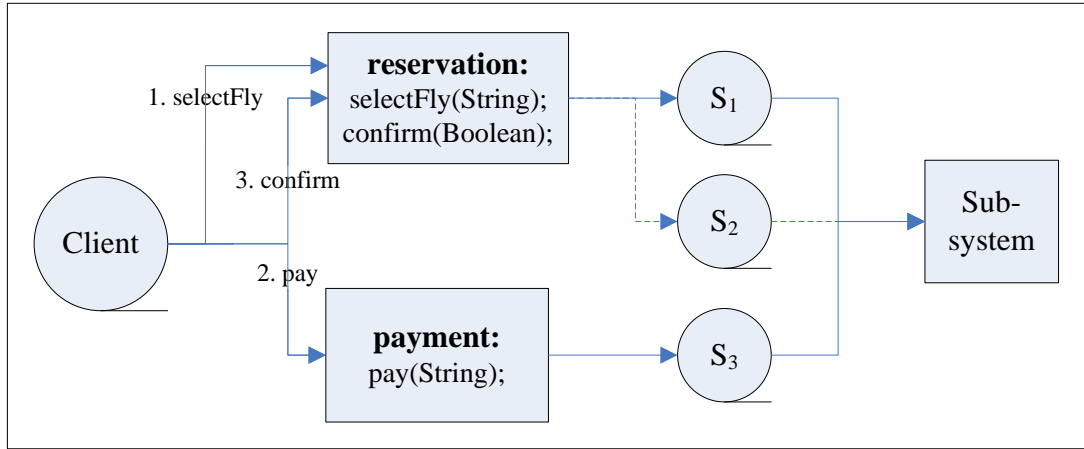 reservation:
selectFly(String);
confirm(Boolean);
1. selectFly
S1
3. confirm
Client
S2
Sub-
system
2. pay
payment:
pay(String);
S3